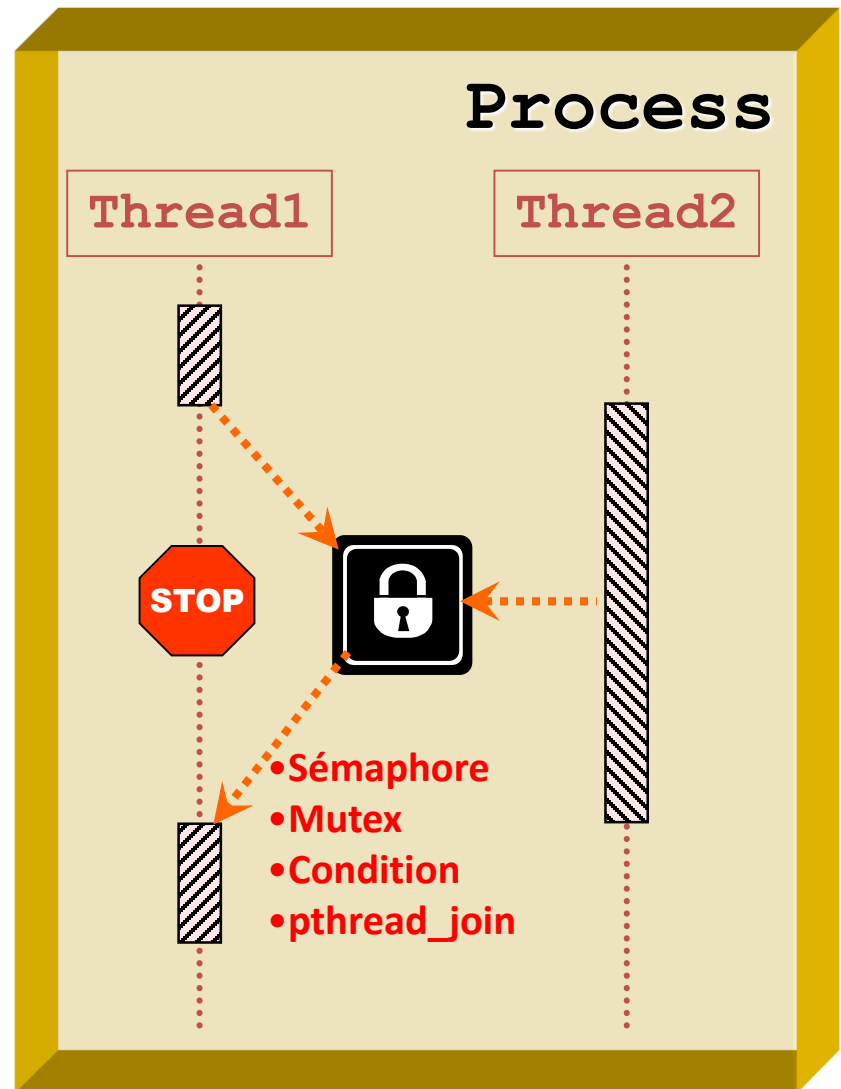 Process
Thread1
Thread2
STOP
•Sémaphore
•Mutex
•Condition
•pthread_join